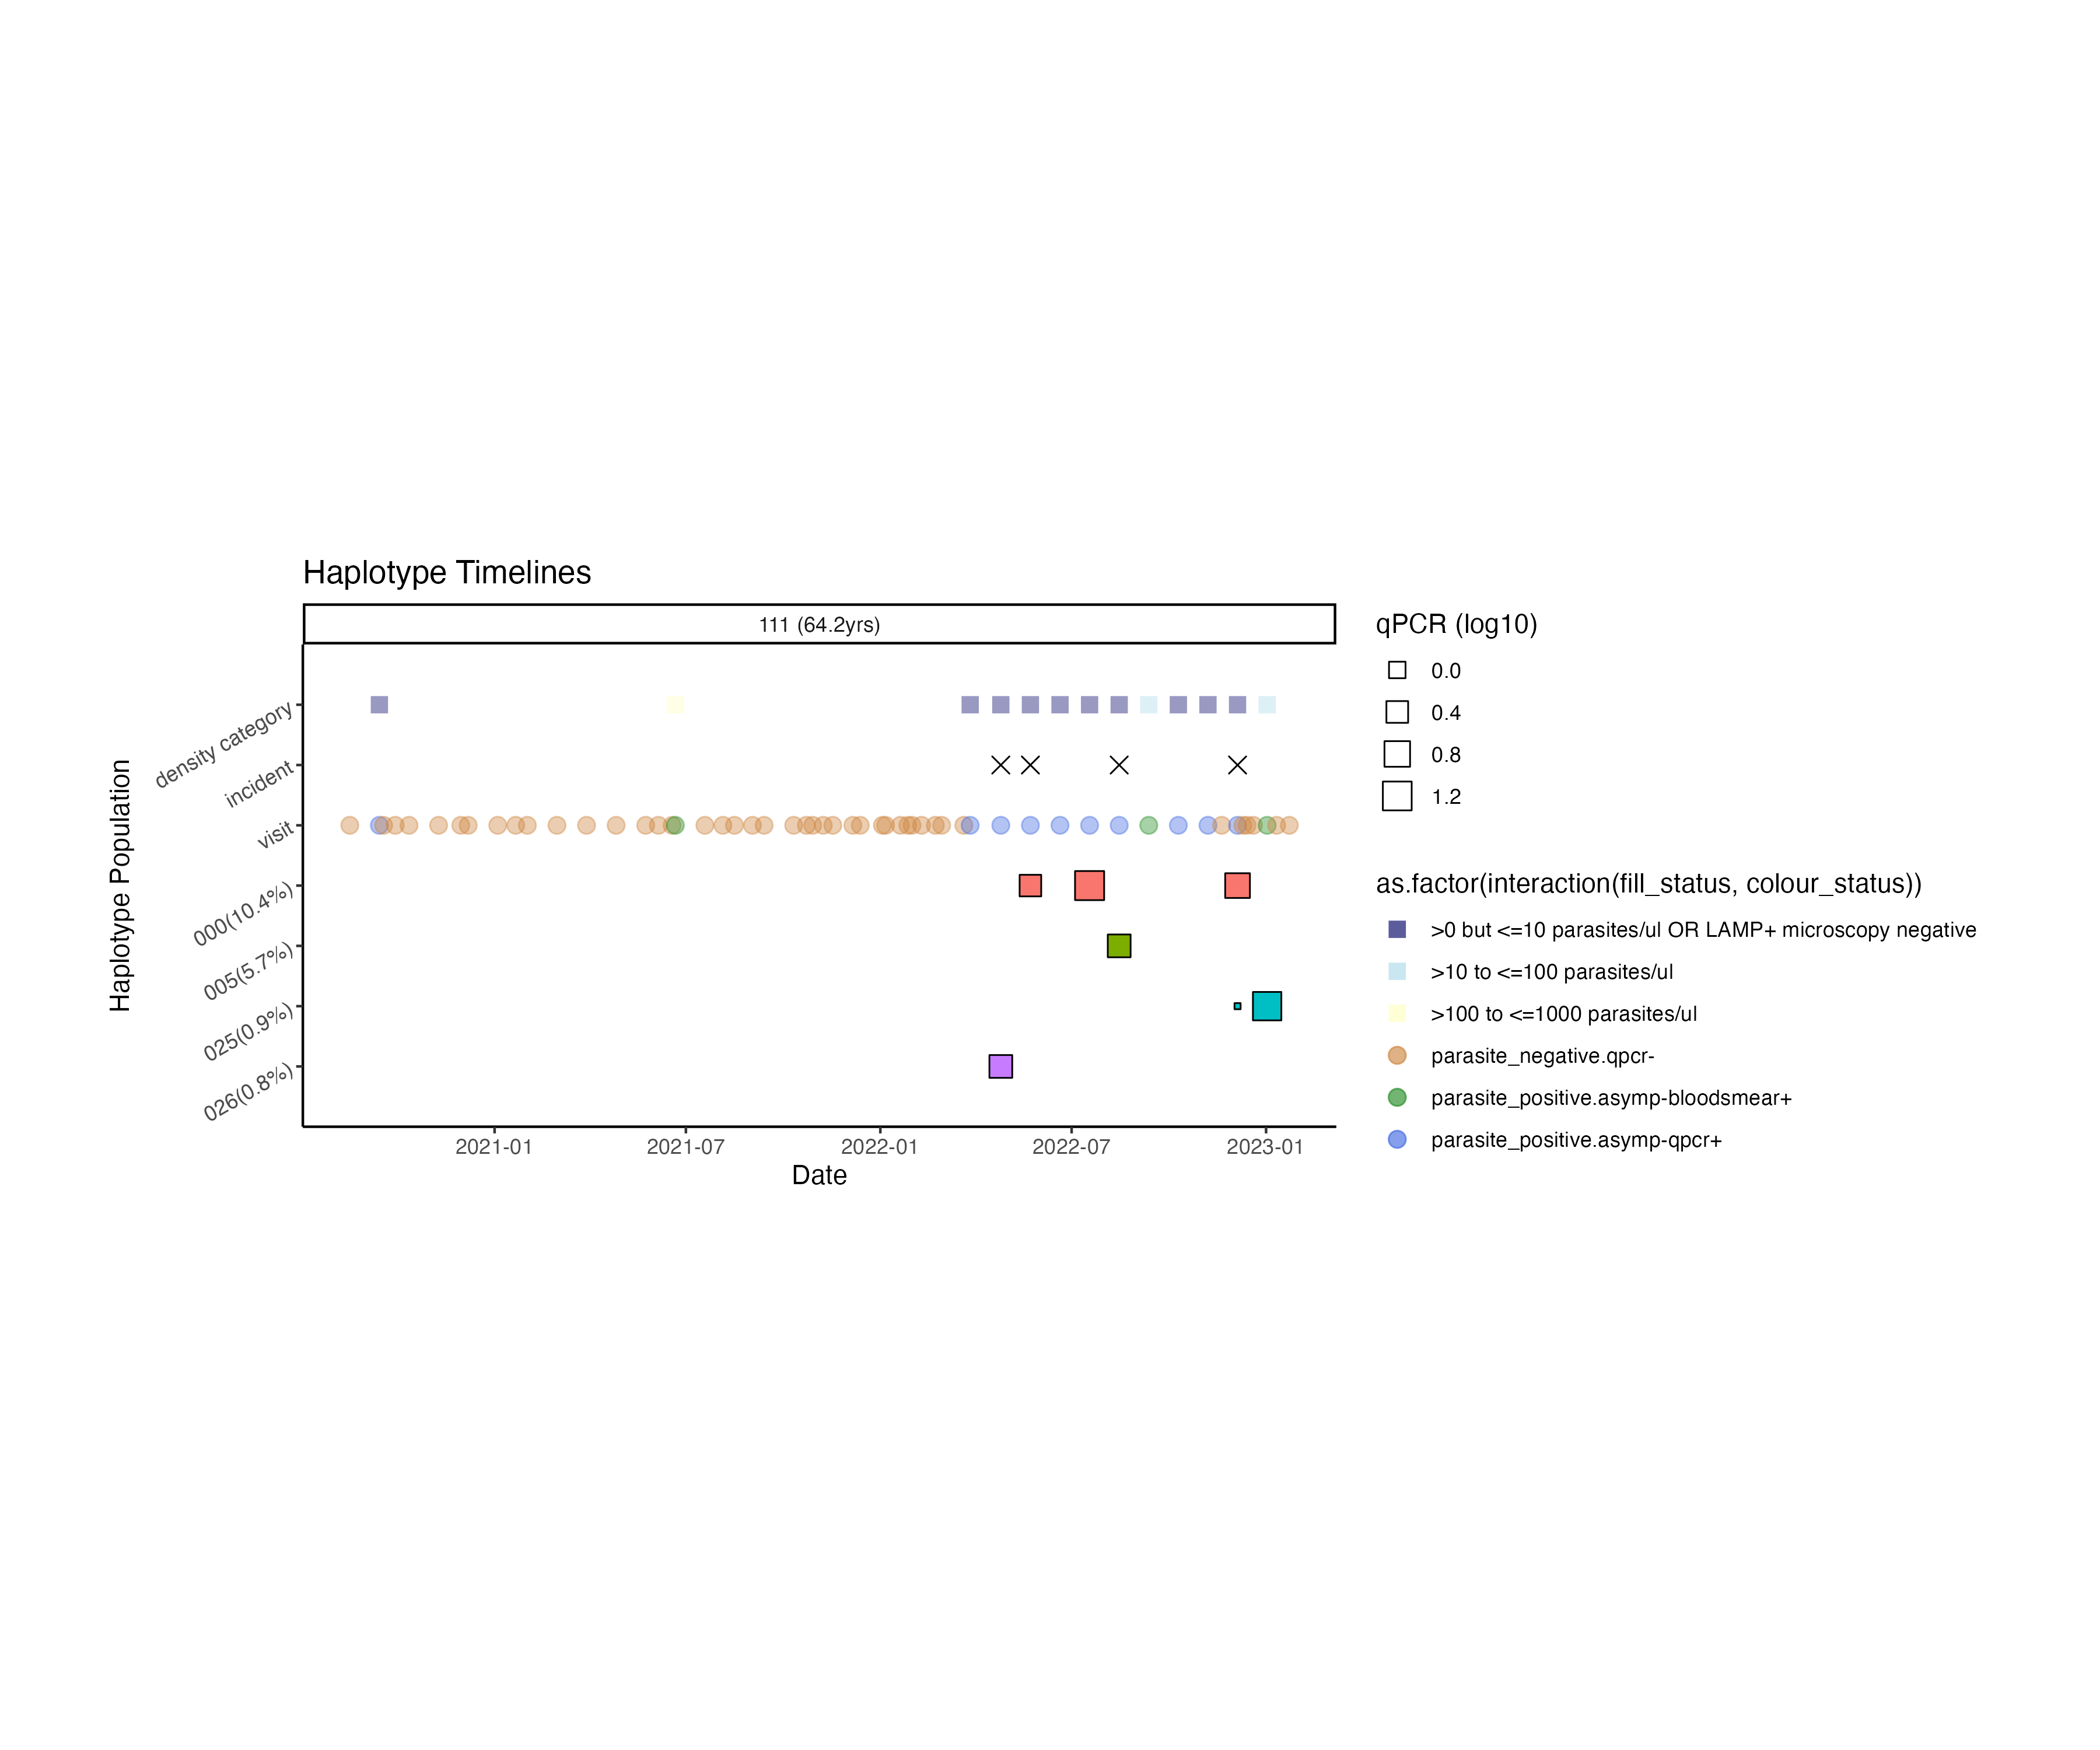 Haplotype Timelines
111 (64.2yrs)
Haplotype Population
density category
incident
visit
000(10.4%)
005(5.7%)
025(0.9%)
026(0.8%)
2021-01
2021-07
2022-01
2022-07
2023-01
Date
qPCR (log10)
0.0
0.4
0.8
1.2
as.factor(interaction(fill_status, colour_status))
>0 but <=10 parasites/ul OR LAMP+ microscopy negative
>10 to <=100 parasites/ul
>100 to <=1000 parasites/ul
parasite_negative.qpcr-
parasite_positive.asymp-bloodsmear+
parasite_positive.asymp-qpcr+